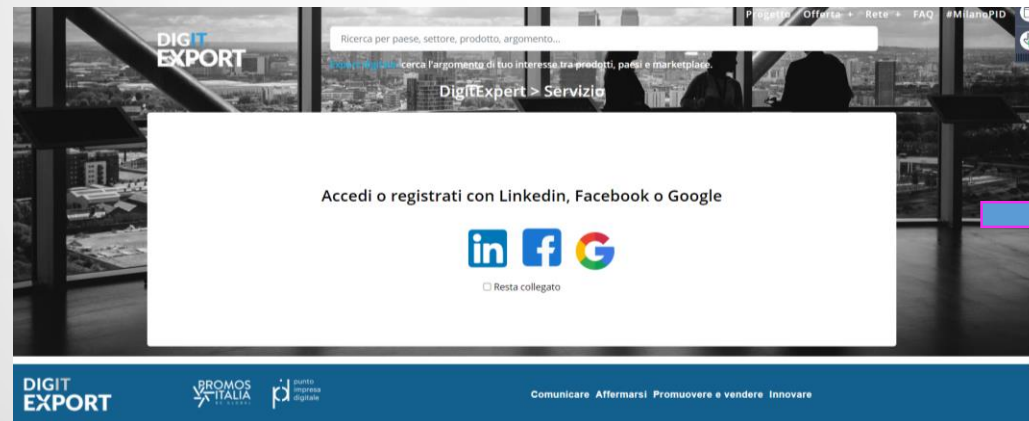 Progetto Offerta + Rete + FAQ #MilanoPID
DIGIT
EXPORT
Ricerca per paese, settore, prodotto, argomento...
cerca l'argomento di tuo interesse tra prodotti, paesi e marketplace.
DigitExpert > Servizio
Accedi o registrati con Linkedin, Facebook o Google
in f G
Resta collegato
DIGIT
EXPORT
PROMOS
ITALIA
punto
impresa
digitale
Comunicare Affermarsi Promuovere e vendere Innovare